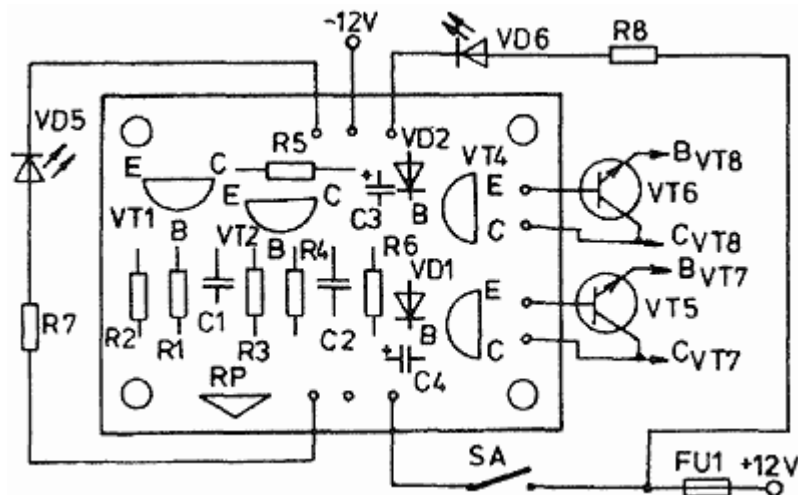 -12V
VD6
R8
VD5
R5
VD2
VT4
B VT8
E
C
E
C
E
VT6
VT1
C3
B
C
C VT8
B
VT2
B
R4
R6
VD1
B VT7
E
VT5
R7
R2
R1
C1
R3
C2
B
C
C VT7
RP
C4
SA
FU1
+12V